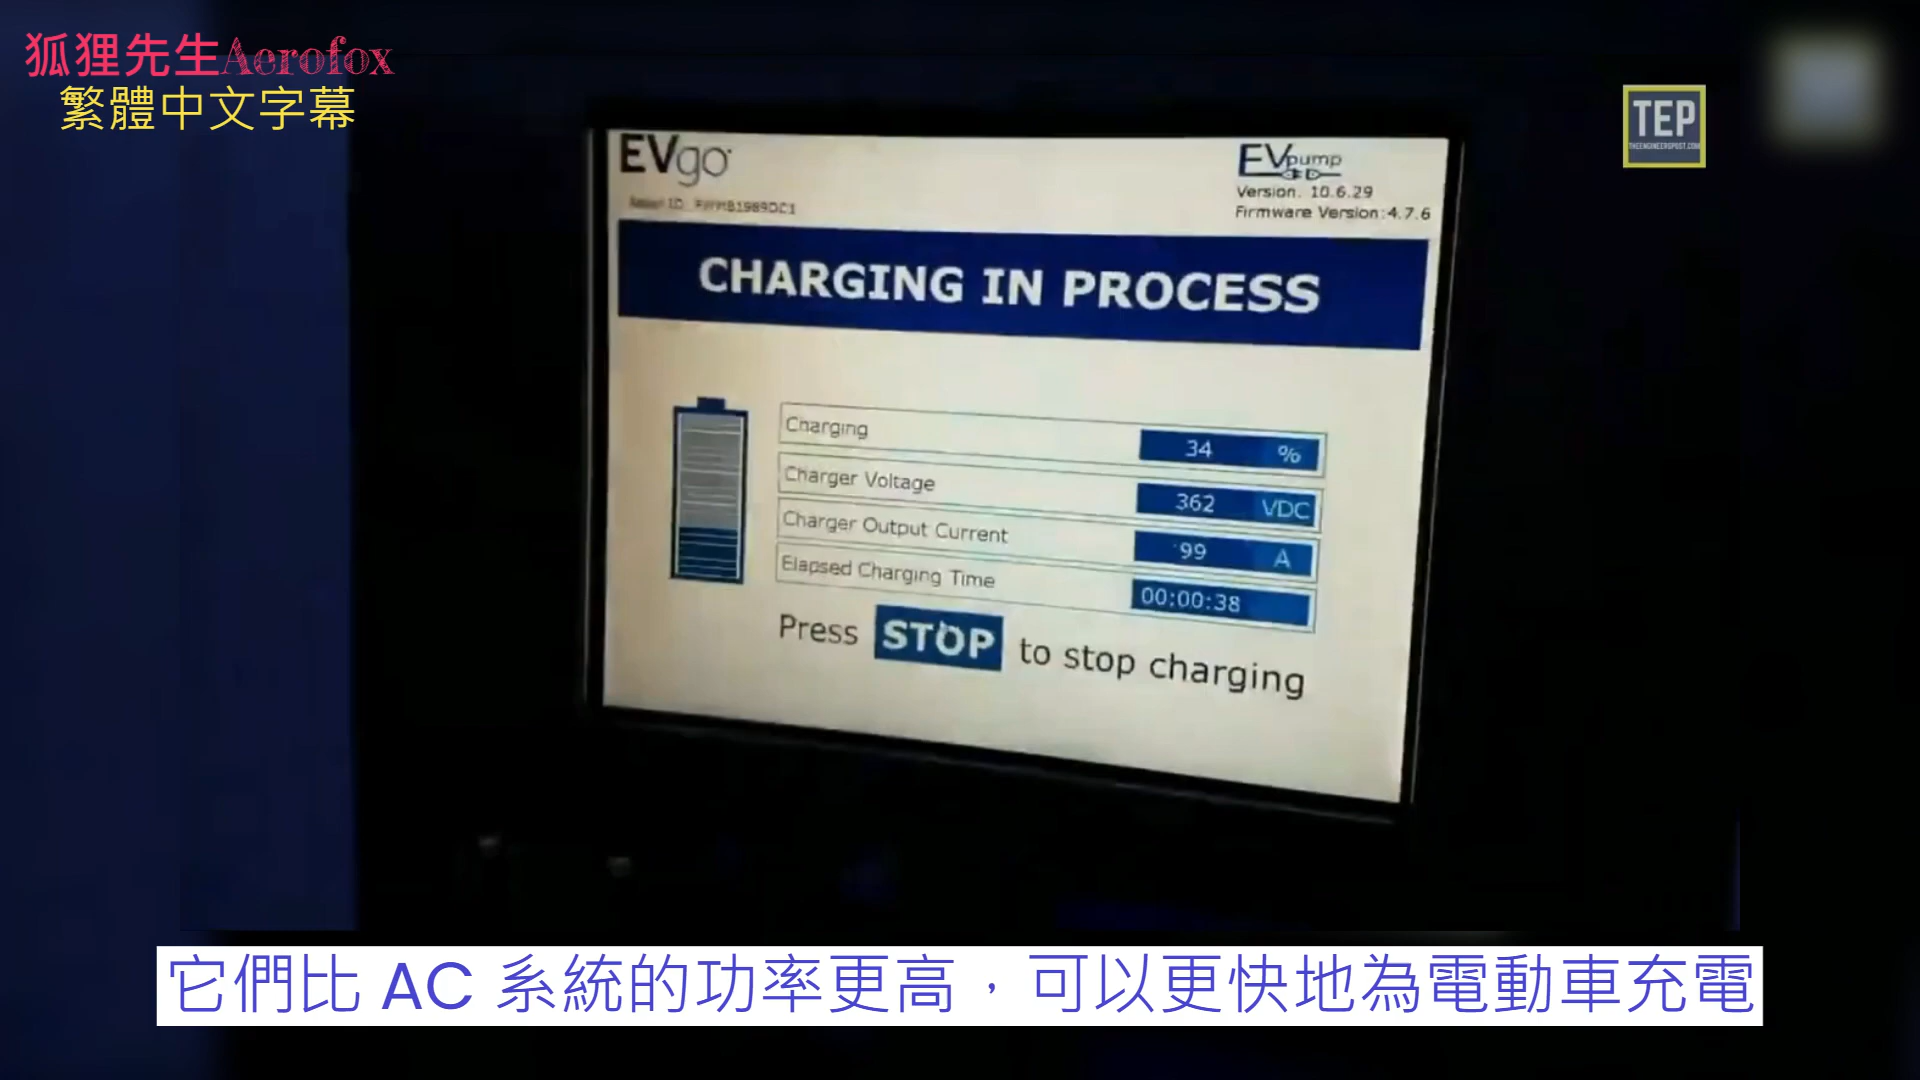 狐狸先生Aerofox
繁體中文字幕
TEP
THEENGINEERSPOST.COM
EVgo
EVpump
Version. 10.6.29
Firmware Version:4.7.6
CHARGING IN PROCESS
Charging 34 %
Charger Voltage 362 VDC
Charger Output Current 99 A
Elapsed Charging Time 00:00:38
Press STOP to stop charging
它們比 AC 系統的功率更高，可以更快地為電動車充電